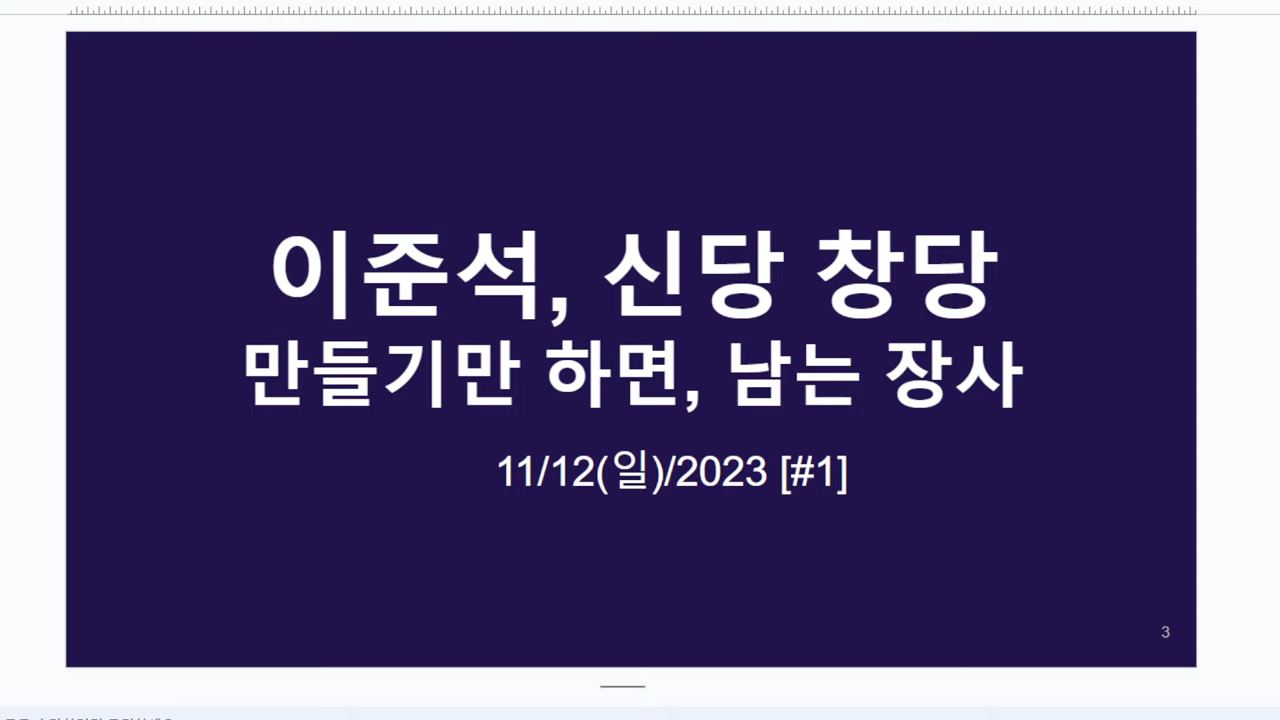 이준석, 신당 창당
만들기만 하면, 남는 장사
11/12(일)/2023 [#1]
3